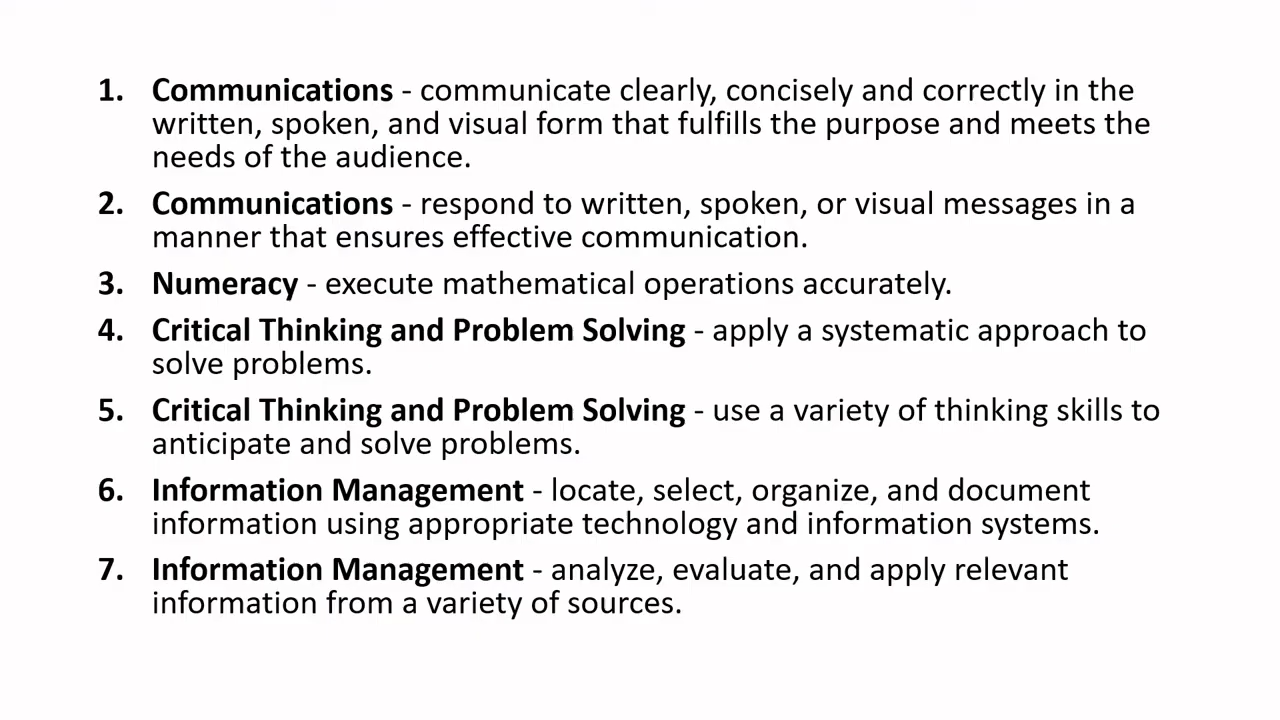 1. Communications - communicate clearly, concisely and correctly in the
written, spoken, and visual form that fulfills the purpose and meets the
needs of the audience.
2. Communications - respond to written, spoken, or visual messages in a
manner that ensures effective communication.
3. Numeracy - execute mathematical operations accurately.
4. Critical Thinking and Problem Solving - apply a systematic approach to
solve problems.
5. Critical Thinking and Problem Solving - use a variety of thinking skills to
anticipate and solve problems.
6. Information Management - locate, select, organize, and document
information using appropriate technology and information systems.
7. Information Management - analyze, evaluate, and apply relevant
information from a variety of sources.